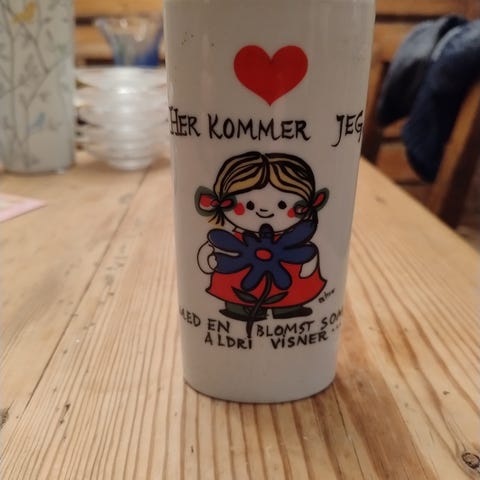 HER KOMMER JEG
MED EN BLOMST SOM
ALDRI VISNER...